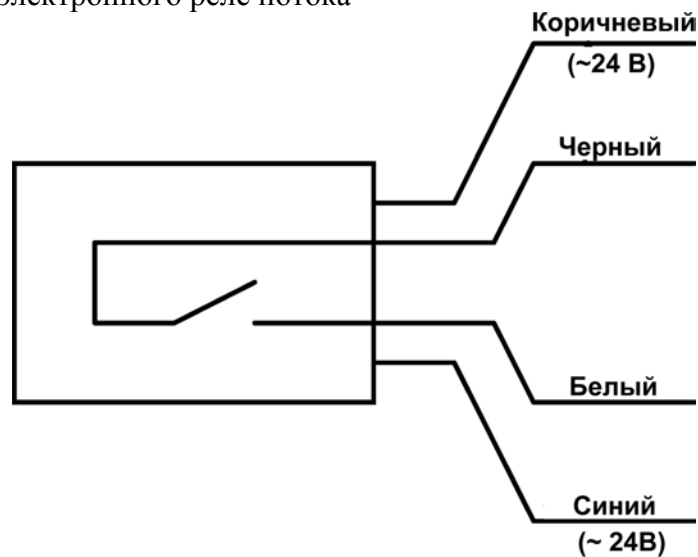 электронного реле потока
Коричневый
(~24 В)
Черный
Белый
Синий
(~ 24В)